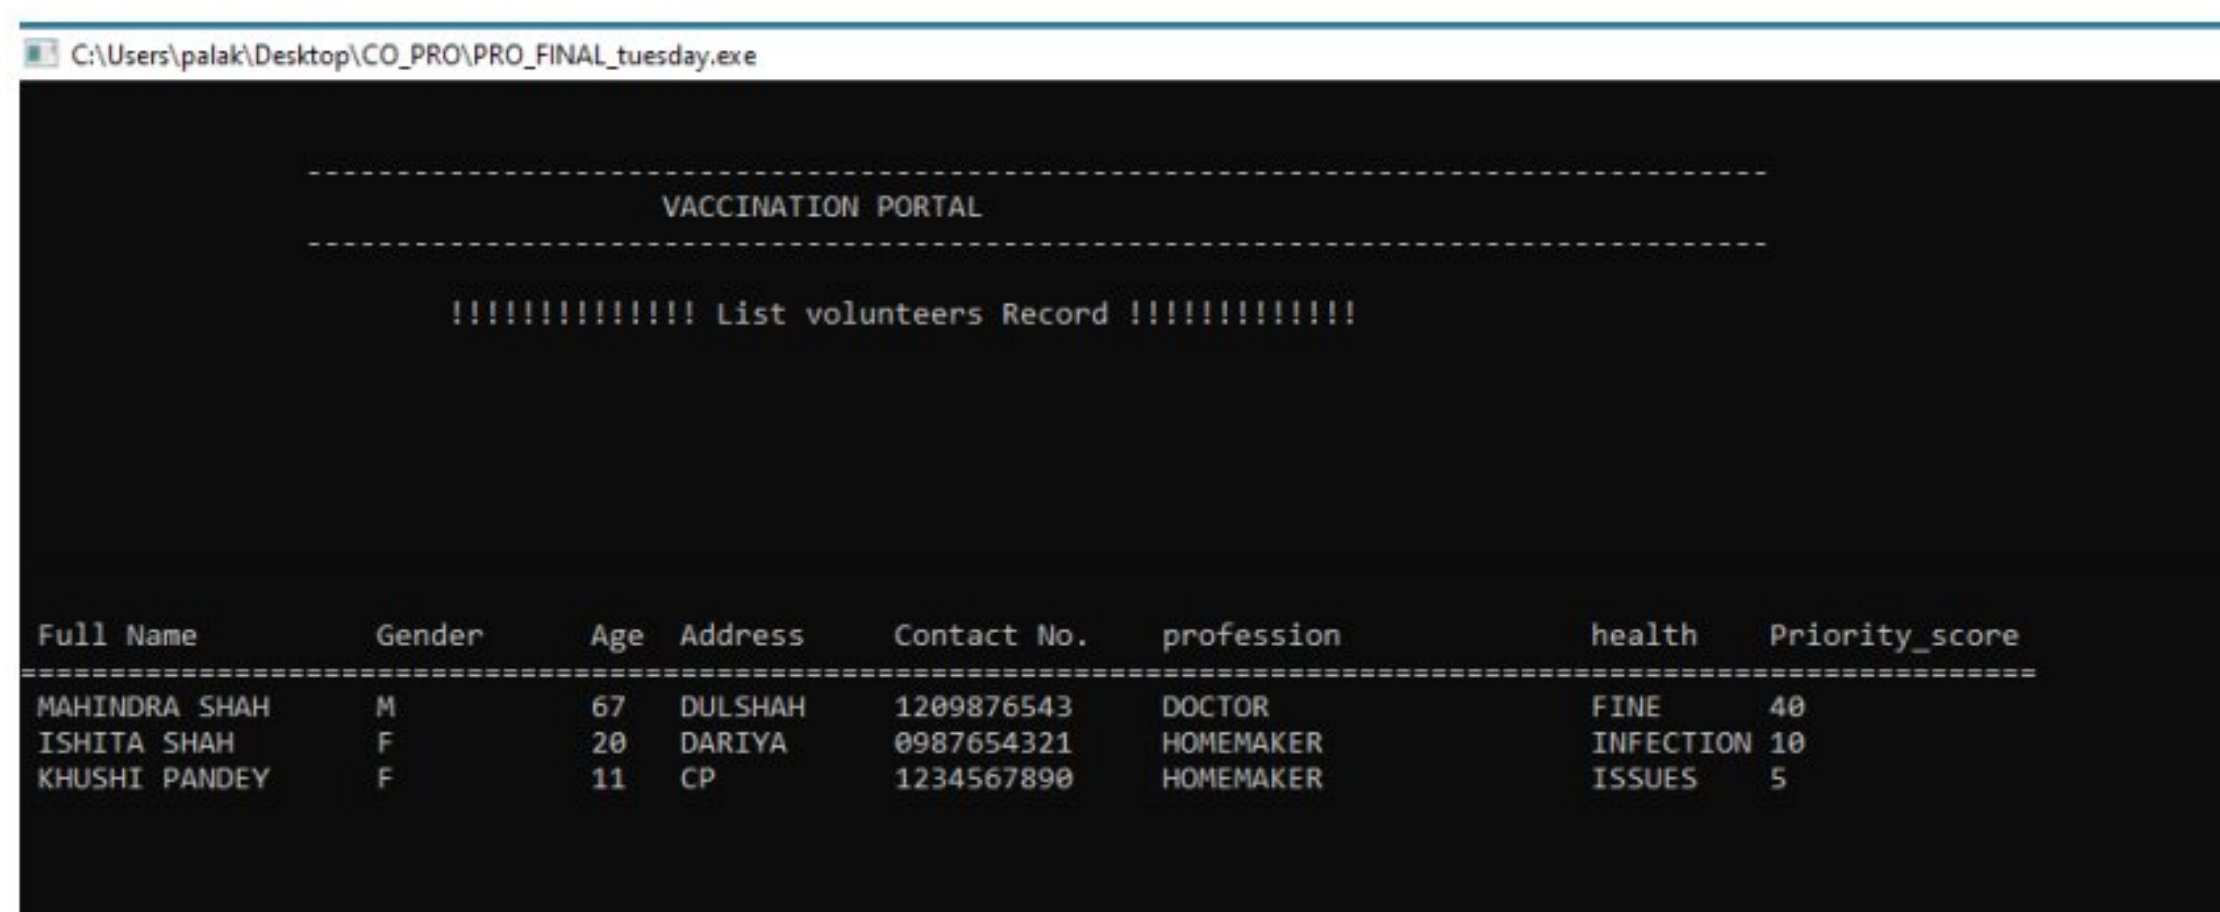 C:\Users\palak\Desktop\CO_PRO\PRO_FINAL_tuesday.exe
----------------------------------------------------------------------------------
VACCINATION PORTAL
----------------------------------------------------------------------------------
!!!!!!!!!!!!!! List volunteers Record !!!!!!!!!!!!!
Full Name Gender Age Address Contact No. profession health Priority_score
=================================================================================================================
MAHINDRA SHAH M 67 DULSHAH 1209876543 DOCTOR FINE 40
ISHITA SHAH F 20 DARIYA 0987654321 HOMEMAKER INFECTION 10
KHUSHI PANDEY F 11 CP 1234567890 HOMEMAKER ISSUES 5